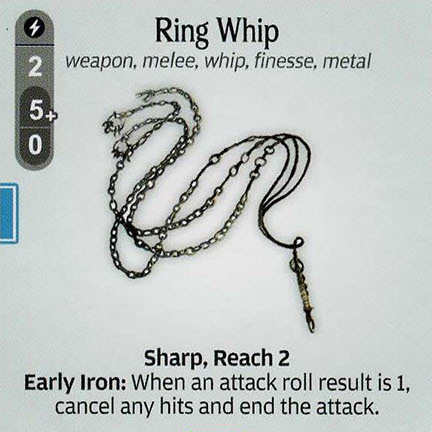 Ring Whip
weapon, melee, whip, finesse, metal
2
5+
0
Sharp, Reach 2
Early Iron: When an attack roll result is 1,
cancel any hits and end the attack.